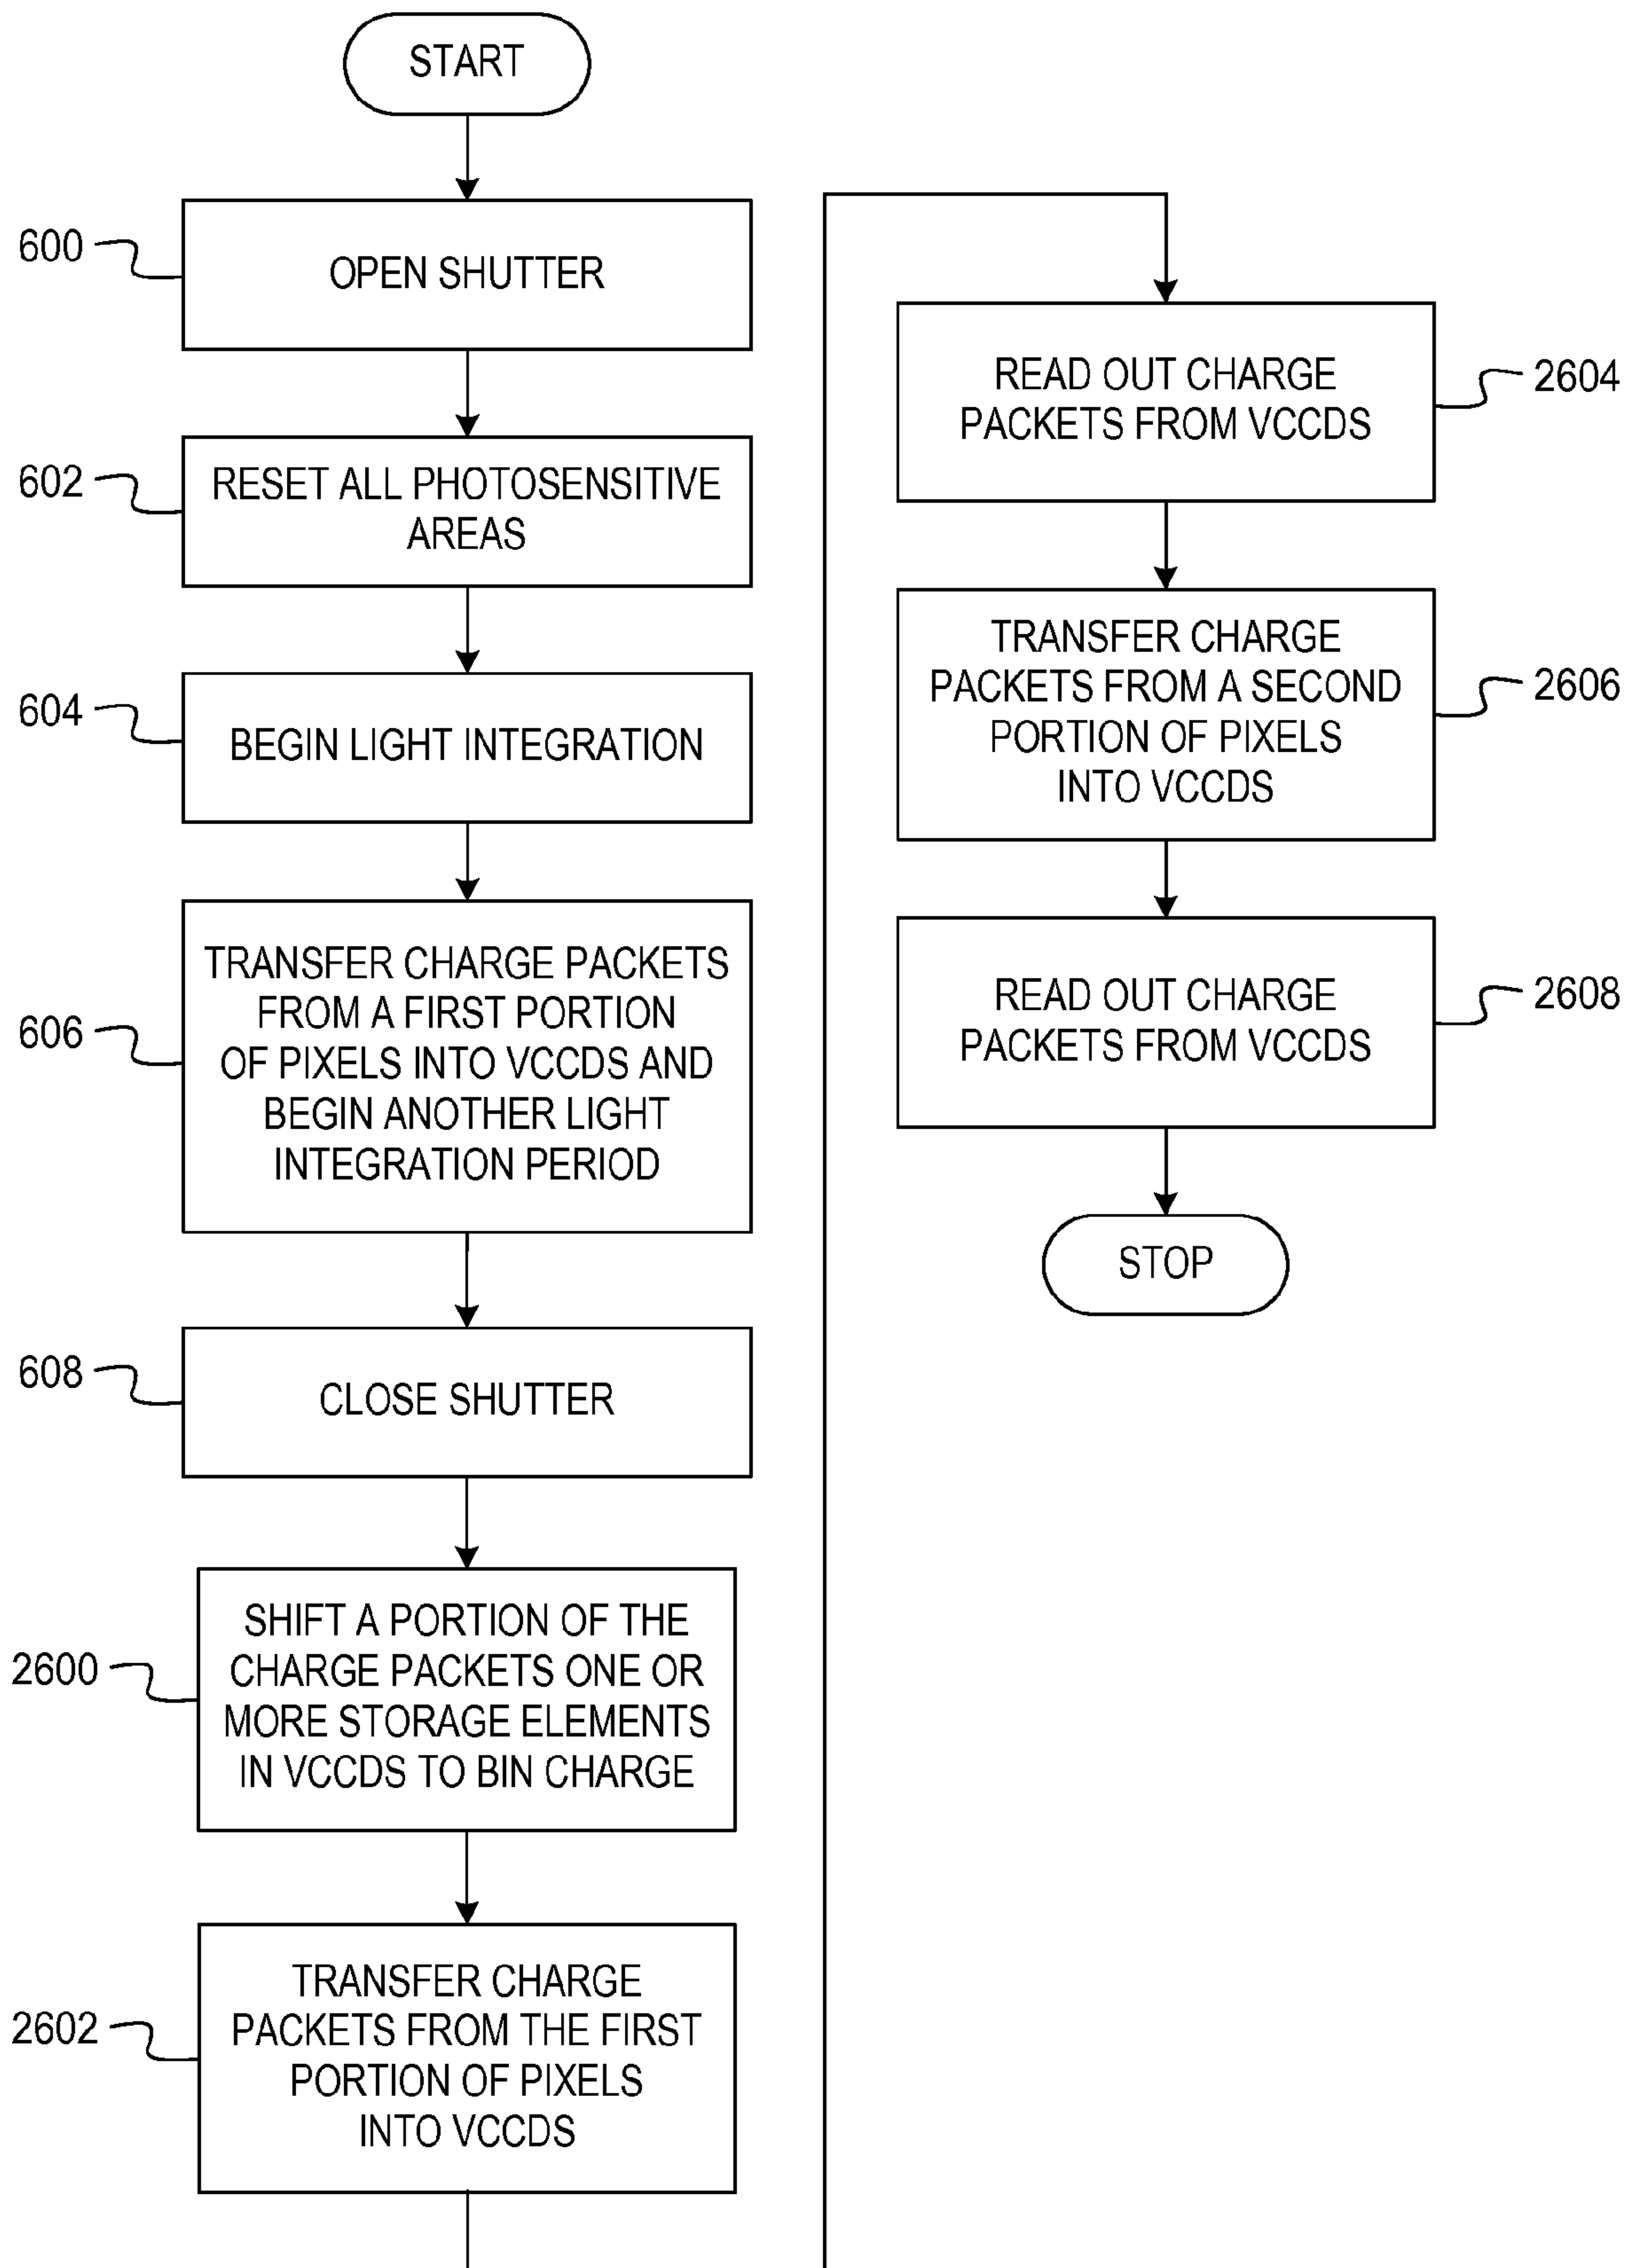 START
600
OPEN SHUTTER
602
RESET ALL PHOTOSENSITIVE
AREAS
604
BEGIN LIGHT INTEGRATION
606
TRANSFER CHARGE PACKETS
FROM A FIRST PORTION
OF PIXELS INTO VCCDS AND
BEGIN ANOTHER LIGHT
INTEGRATION PERIOD
608
CLOSE SHUTTER
2600
SHIFT A PORTION OF THE
CHARGE PACKETS ONE OR
MORE STORAGE ELEMENTS
IN VCCDS TO BIN CHARGE
2602
TRANSFER CHARGE
PACKETS FROM THE FIRST
PORTION OF PIXELS
INTO VCCDS
READ OUT CHARGE
PACKETS FROM VCCDS
2604
TRANSFER CHARGE
PACKETS FROM A SECOND
PORTION OF PIXELS
INTO VCCDS
2606
READ OUT CHARGE
PACKETS FROM VCCDS
2608
STOP